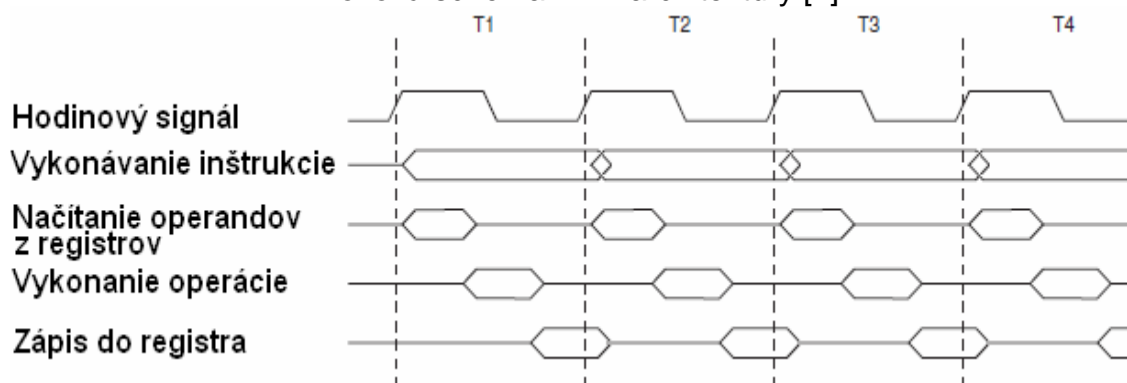 T1 T2 T3 T4
Hodinový signál
Vykonávanie inštrukcie
Načítanie operandov
z registrov
Vykonanie operácie
Zápis do registra